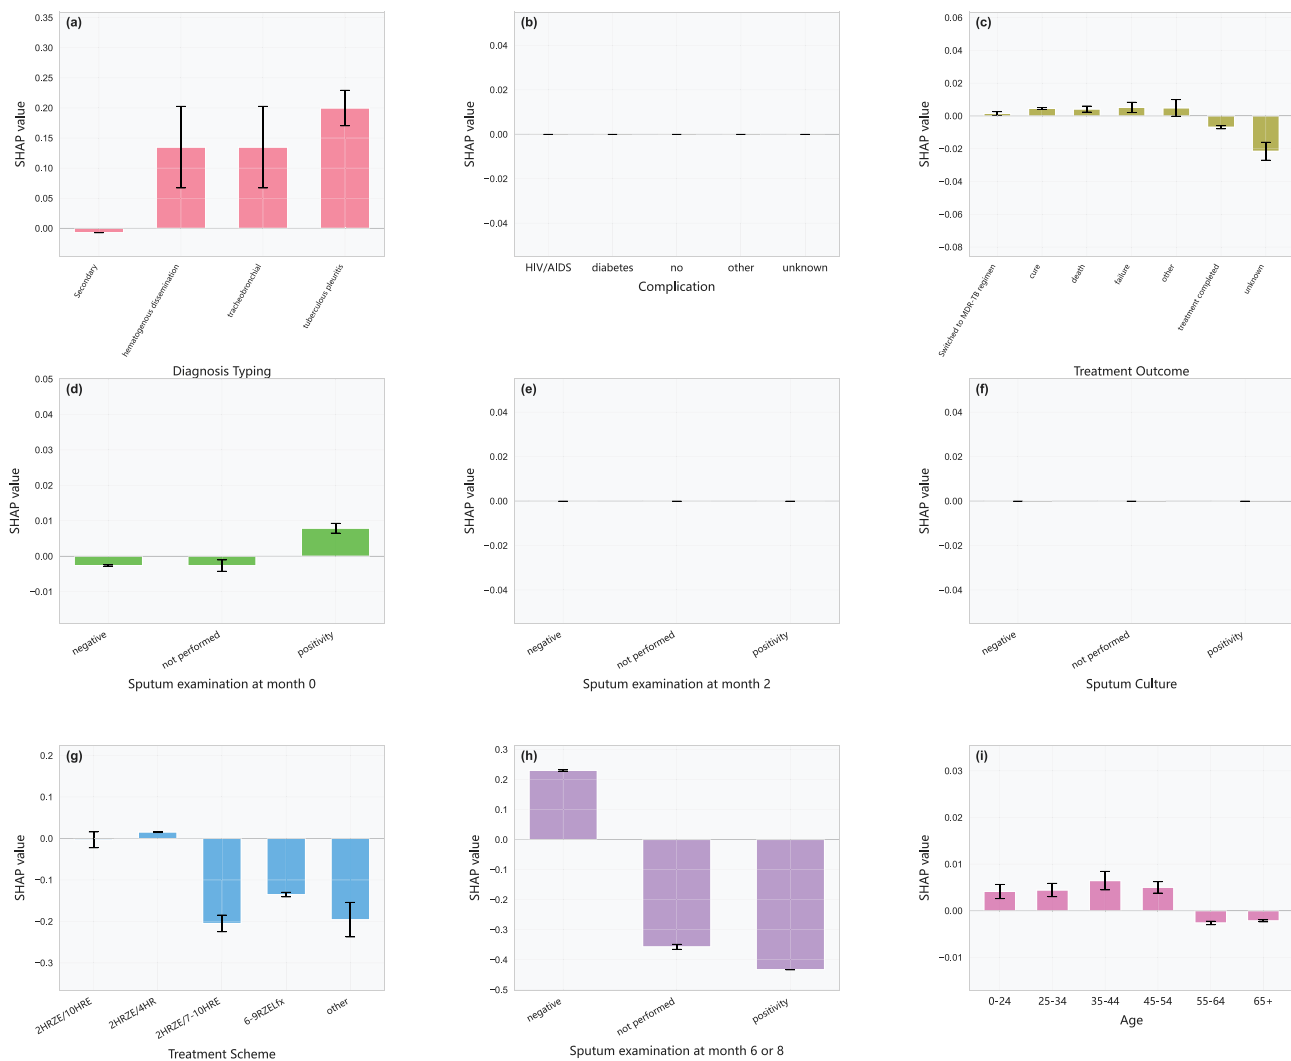 (a)
0.35
0.30
0.25
0.20
0.15
0.10
0.05
0.00
SHAP value
Secondary
hematogenous dissemination
tracheobronchial
tuberculous pleuritis
Diagnosis Typing
(b)
0.04
0.02
0.00
−0.02
−0.04
SHAP value
HIV/AIDS diabetes no other unknown
Complication
(c)
0.06
0.04
0.02
0.00
−0.02
−0.04
−0.06
−0.08
SHAP value
Switched to MDR-TB regimen
cure
death
failure
other
treatment completed
unknown
Treatment Outcome
(d)
0.05
0.04
0.03
0.02
0.01
0.00
−0.01
SHAP value
negative
not performed
positivity
Sputum examination at month 0
(e)
0.04
0.02
0.00
−0.02
−0.04
SHAP value
negative
not performed
positivity
Sputum examination at month 2
(f)
0.04
0.02
0.00
−0.02
−0.04
SHAP value
negative
not performed
positivity
Sputum Culture
(g)
0.2
0.1
−0.0
−0.1
−0.2
−0.3
SHAP value
2HRZE/10HRE
2HRZE/4HR
2HRZE/7-10HRE
6-9RZELfx
other
Treatment Scheme
(h)
0.3
0.2
0.1
0.0
−0.1
−0.2
−0.3
−0.4
−0.5
SHAP value
negative
not performed
positivity
Sputum examination at month 6 or 8
(i)
0.03
0.02
0.01
0.00
−0.01
SHAP value
0-24 25-34 35-44 45-54 55-64 65+
Age